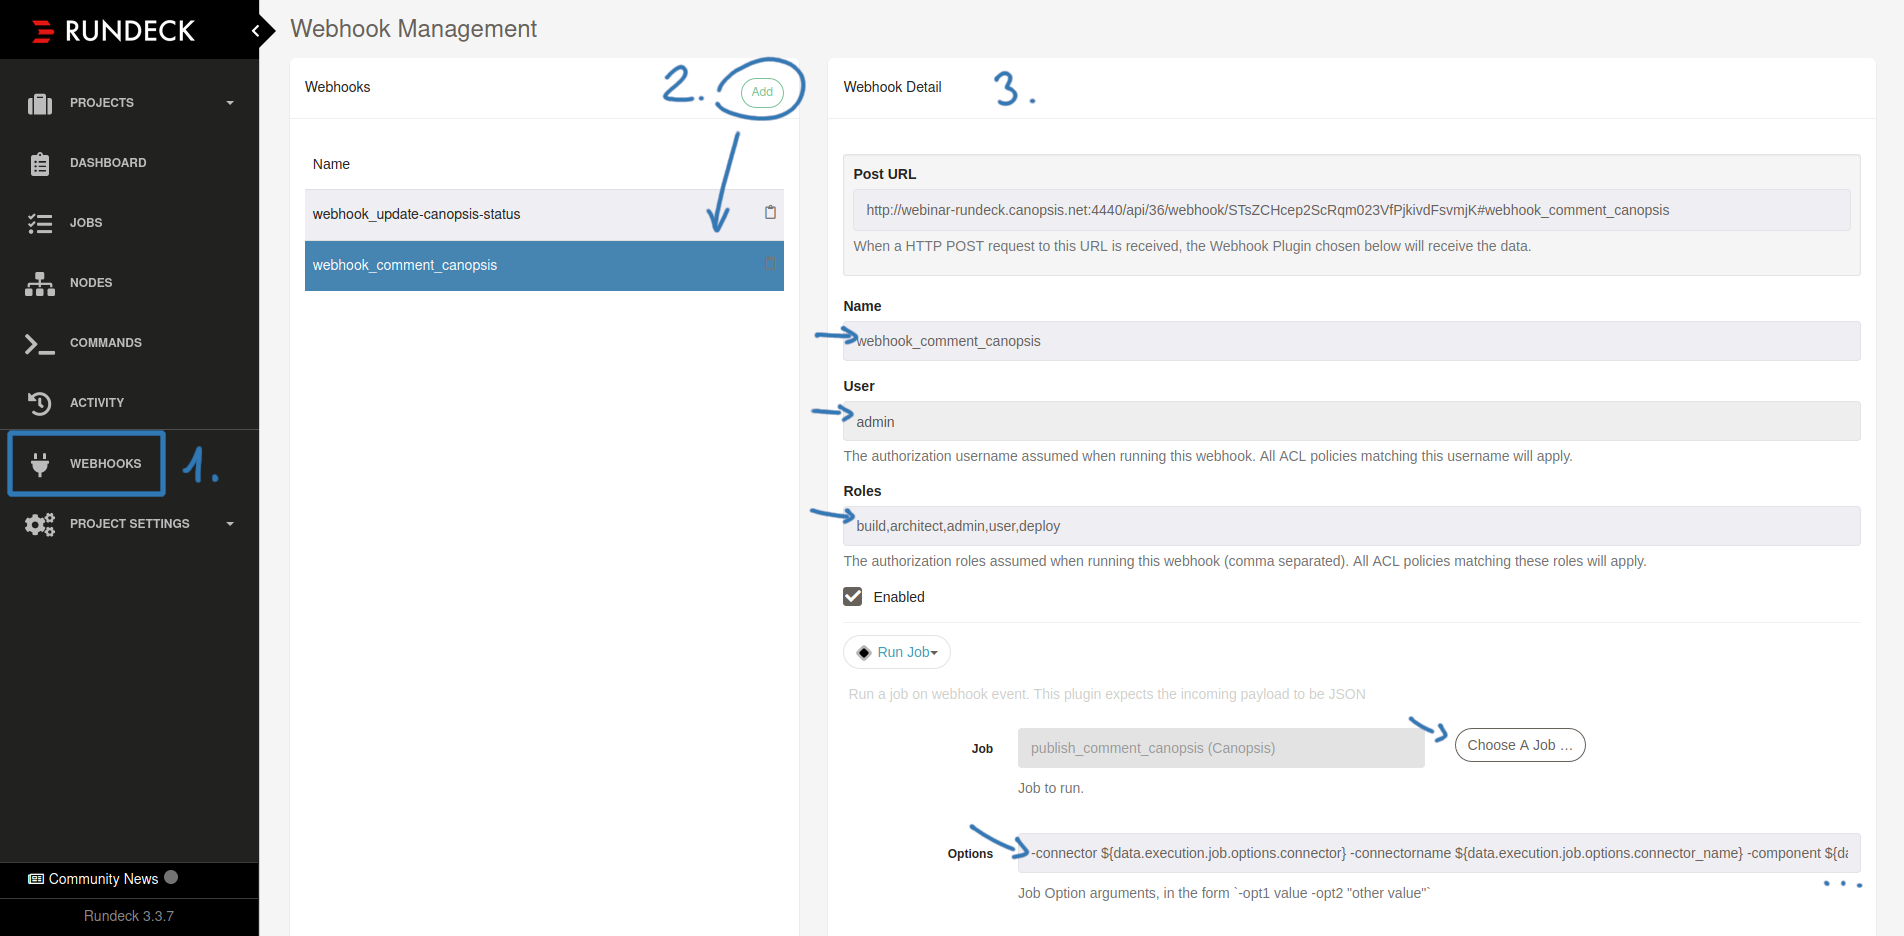 RUNDECK
PROJECTS
DASHBOARD
JOBS
NODES
COMMANDS
ACTIVITY
WEBHOOKS
1.
PROJECT SETTINGS
Community News
Rundeck 3.3.7
Webhook Management
Webhooks
2.
Add
Name
webhook_update-canopsis-status
webhook_comment_canopsis
Webhook Detail
3.
Post URL
http://webinar-rundeck.canopsis.net:4440/api/36/webhook/STsZCHcep2ScRqm023VfPjkivdFsvmjK#webhook_comment_canopsis
When a HTTP POST request to this URL is received, the Webhook Plugin chosen below will receive the data.
Name
webhook_comment_canopsis
User
admin
The authorization username assumed when running this webhook. All ACL policies matching this username will apply.
Roles
build,architect,admin,user,deploy
The authorization roles assumed when running this webhook (comma separated). All ACL policies matching these roles will apply.
Enabled
Run Job
Run a job on webhook event. This plugin expects the incoming payload to be JSON
Job
publish_comment_canopsis (Canopsis)
Choose A Job ...
Job to run.
Options
-connector ${data.execution.job.options.connector} -connectorname ${data.execution.job.options.connector_name} -component ${da
...
Job Option arguments, in the form `-opt1 value -opt2 "other value"`